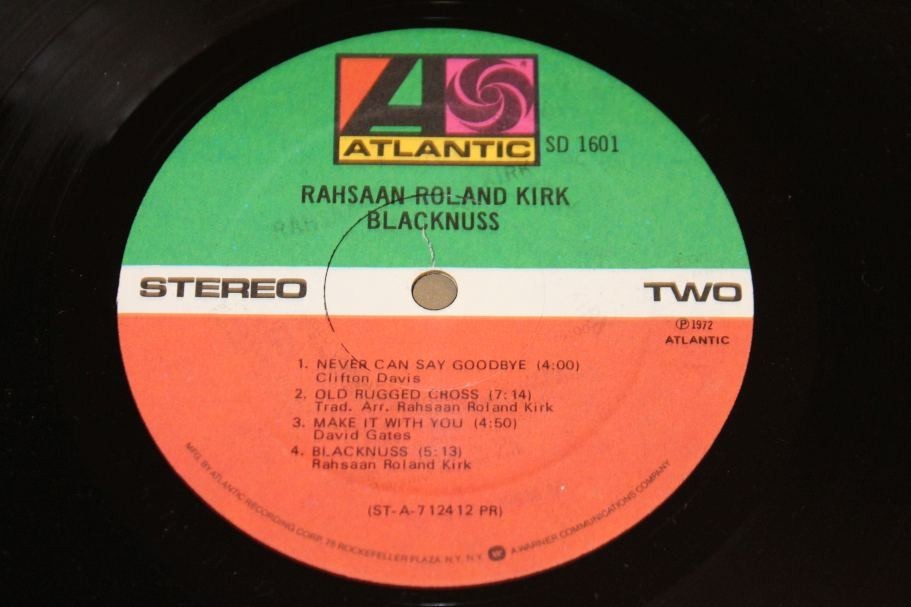 A
ATLANTIC
SD 1601
RAHSAAN ROLAND KIRK
BLACKNUSS
STEREO
TWO
Ⓟ 1972
ATLANTIC
1. NEVER CAN SAY GOODBYE (4:00)
Clifton Davis
2. OLD RUGGED CROSS (7:14)
Trad. Arr. Rahsaan Roland Kirk
3. MAKE IT WITH YOU (4:50)
David Gates
4. BLACKNUSS (5:13)
Rahsaan Roland Kirk
(ST-A-712412 PR)
MFG. BY ATLANTIC RECORDING CORP. 75 ROCKEFELLER PLAZA, N.Y. N.Y. W A WARNER COMMUNICATIONS COMPANY